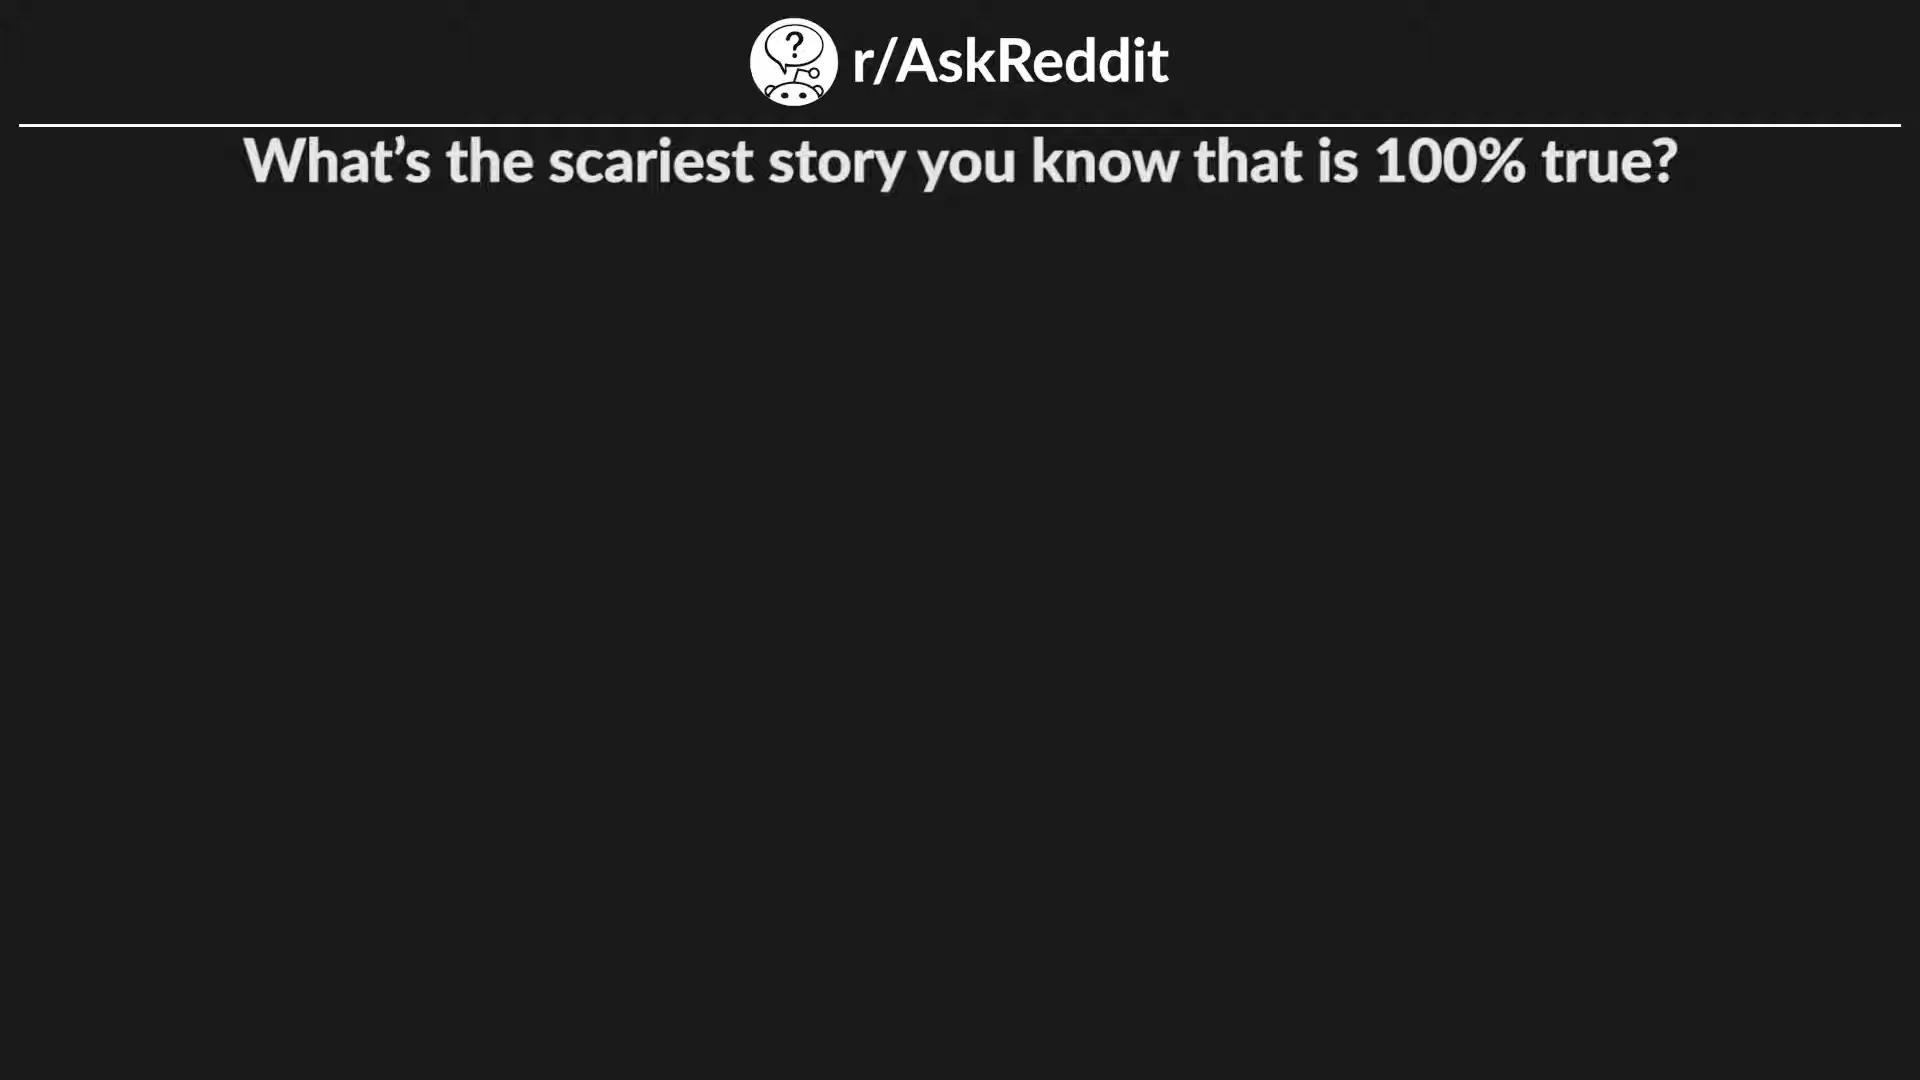 r/AskReddit
What’s the scariest story you know that is 100% true?